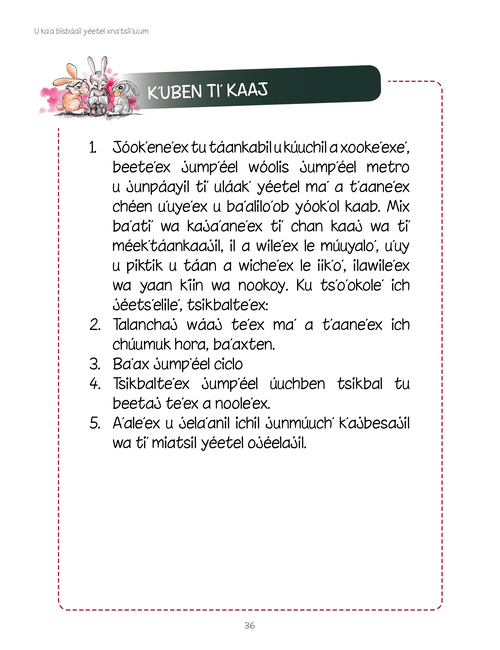 U ka'a bisbáail yéetel xna'tsil lu'um
K'UBEN TI' KAAJ
1. Jóok'ene'ex tu táankabil u kúuchil a xooke'exe',
beete'ex jump'éel wóolis jump'éel metro
u junpáayil ti' uláak' yéetel ma' a t'aane'ex
chéen u'uye'ex u ba'alilo'ob yóok'ol kaab. Mix
ba'ati' wa kaja'ane'ex ti' chan kaaj wa ti'
méek'táankaajil, il a wile'ex le múuyalo', u'uy
u piktik u táan a wiche'ex le iik'o', ilawile'ex
wa yaan k'iin wa nookoy. Ku ts'o'okole' ich
jéets'elile', tsikbalte'ex:
2. Talanchaj wáaj te'ex ma' a t'aane'ex ich
chúumuk hora, ba'axten.
3. Ba'ax jump'éel ciclo
4. Tsikbalte'ex jump'éel úuchben tsikbal tu
beetaj te'ex a noole'ex.
5. A'ale'ex u jela'anil ichil junmúuch' k'ajbesajil
wa ti' miatsil yéetel ojéelajil.
36